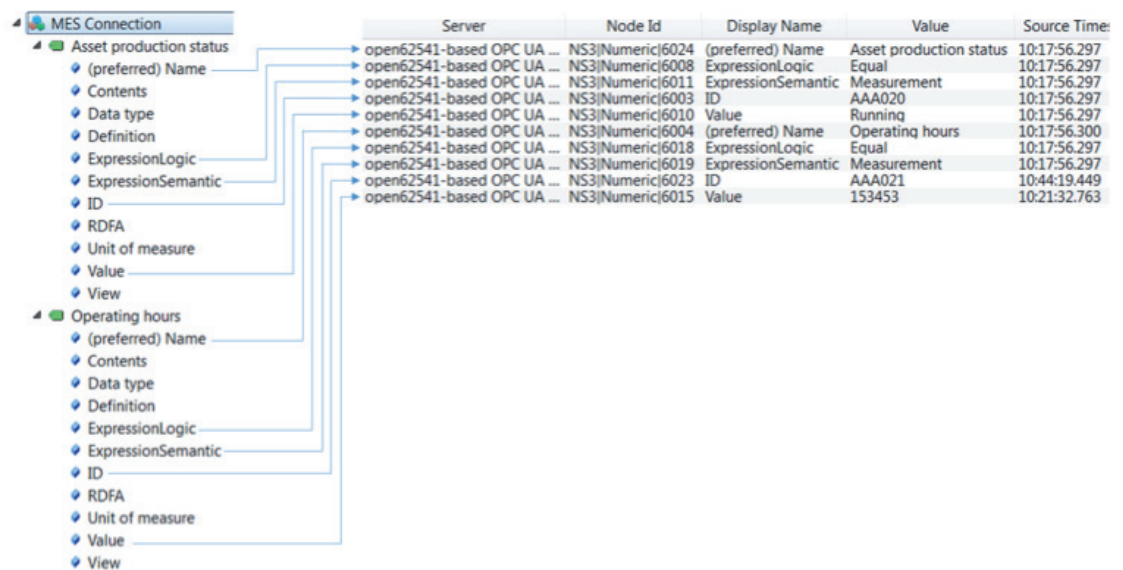 MES Connection
Asset production status
(preferred) Name
Contents
Data type
Definition
ExpressionLogic
ExpressionSemantic
ID
RDFA
Unit of measure
Value
View
Operating hours
(preferred) Name
Contents
Data type
Definition
ExpressionLogic
ExpressionSemantic
ID
RDFA
Unit of measure
Value
View
Server Node Id Display Name Value Source Times
open62541-based OPC UA ... NS3|Numeric|6024 (preferred) Name Asset production status 10:17:56.297
open62541-based OPC UA ... NS3|Numeric|6008 ExpressionLogic Equal 10:17:56.297
open62541-based OPC UA ... NS3|Numeric|6011 ExpressionSemantic Measurement 10:17:56.297
open62541-based OPC UA ... NS3|Numeric|6003 ID AAA020 10:17:56.297
open62541-based OPC UA ... NS3|Numeric|6010 Value Running 10:17:56.297
open62541-based OPC UA ... NS3|Numeric|6004 (preferred) Name Operating hours 10:17:56.300
open62541-based OPC UA ... NS3|Numeric|6018 ExpressionLogic Equal 10:17:56.297
open62541-based OPC UA ... NS3|Numeric|6019 ExpressionSemantic Measurement 10:17:56.297
open62541-based OPC UA ... NS3|Numeric|6023 ID AAA021 10:44:19.449
open62541-based OPC UA ... NS3|Numeric|6015 Value 153453 10:21:32.763